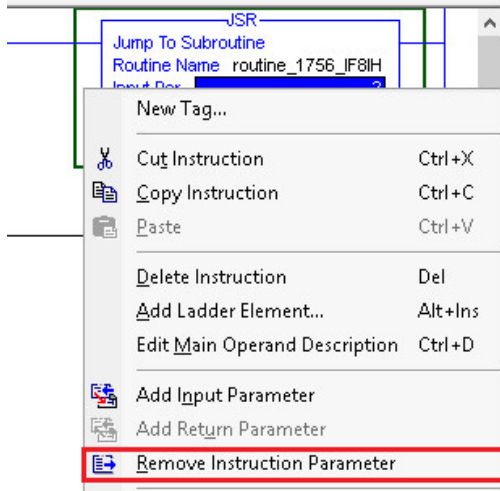 JSR
Jump To Subroutine
Routine Name routine_1756_IF8IH
Input Par ?
New Tag...
Cut Instruction Ctrl+X
Copy Instruction Ctrl+C
Paste Ctrl+V
Delete Instruction Del
Add Ladder Element... Alt+Ins
Edit Main Operand Description Ctrl+D
Add Input Parameter
Add Return Parameter
Remove Instruction Parameter